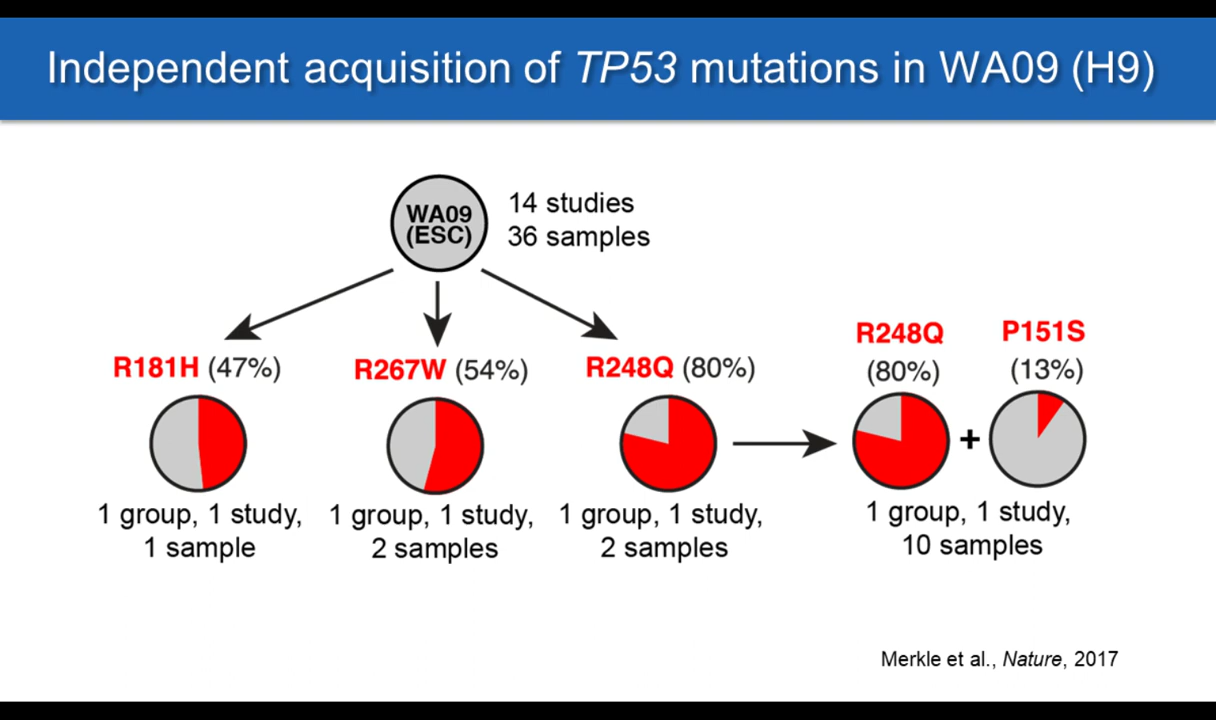 Independent acquisition of TP53 mutations in WA09 (H9)
WA09
(ESC)
14 studies
36 samples
R181H (47%)
1 group, 1 study,
1 sample
R267W (54%)
1 group, 1 study,
2 samples
R248Q (80%)
1 group, 1 study,
2 samples
R248Q
(80%)
+
P151S
(13%)
1 group, 1 study,
10 samples
Merkle et al., Nature, 2017